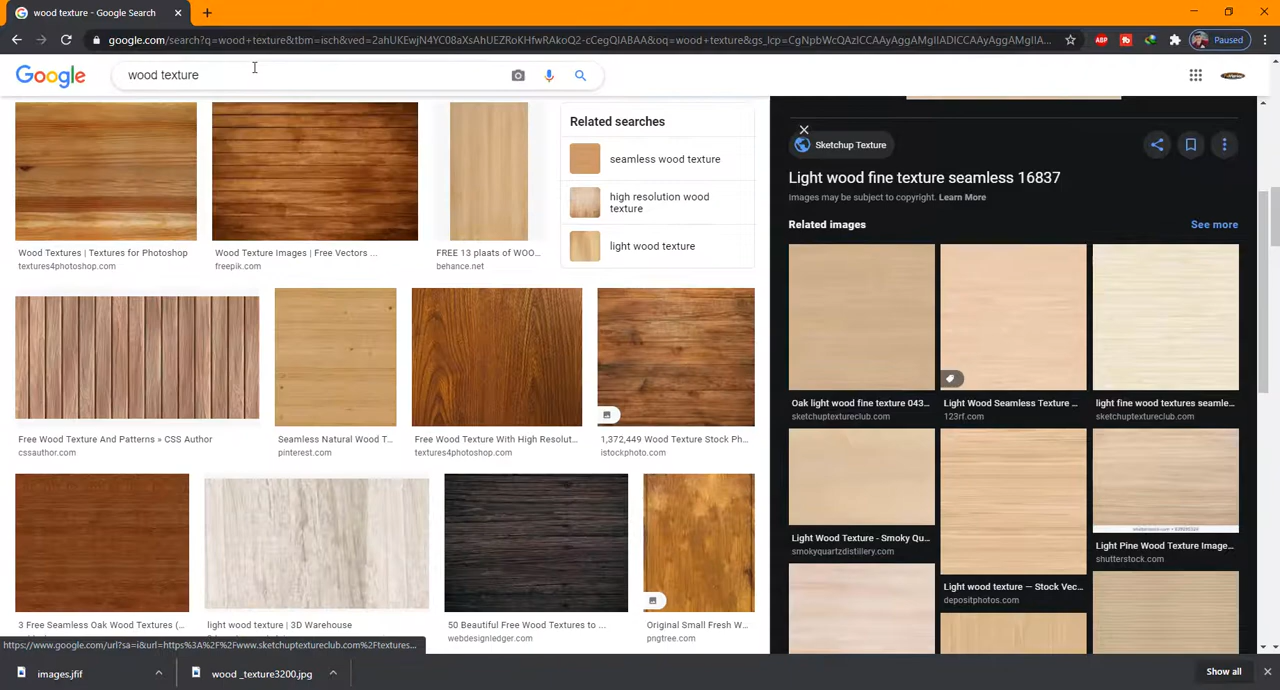 wood texture - Google Search
google.com/search?q=wood+texture&tbm=isch&ved=2ahUKEwjN4YC08aXsAhUEZRoKHfwRAkoQ2-cCegQIABAA&oq=wood+texture&gs_lcp=CgNpbWcQAzICCAAyAggAMgIIADICCAAyAggAMgIIA...
ABP
Paused
Google
wood texture
Related searches
seamless wood texture
high resolution wood
texture
light wood texture
Wood Textures | Textures for Photoshop
textures4photoshop.com
Wood Texture Images | Free Vectors ...
freepik.com
FREE 13 plaats of WOO...
behance.net
Free Wood Texture And Patterns » CSS Author
cssauthor.com
Seamless Natural Wood T...
pinterest.com
Free Wood Texture With High Resolut...
textures4photoshop.com
1,372,449 Wood Texture Stock Ph...
istockphoto.com
3 Free Seamless Oak Wood Textures (...
light wood texture | 3D Warehouse
50 Beautiful Free Wood Textures to ...
webdesignledger.com
Original Small Fresh W...
pngtree.com
Sketchup Texture
Light wood fine texture seamless 16837
Images may be subject to copyright. Learn More
Related images
See more
Oak light wood fine texture 043...
sketchuptextureclub.com
Light Wood Seamless Texture ...
123rf.com
light fine wood textures seamle...
sketchuptextureclub.com
Light Wood Texture - Smoky Qu...
smokyquartzdistillery.com
Light wood texture — Stock Vec...
depositphotos.com
Light Pine Wood Texture Image...
shutterstock.com
https://www.google.com/url?sa=i&url=https%3A%2F%2Fwww.sketchuptextureclub.com%2Ftextures...
images.jfif
wood _texture3200.jpg
Show all